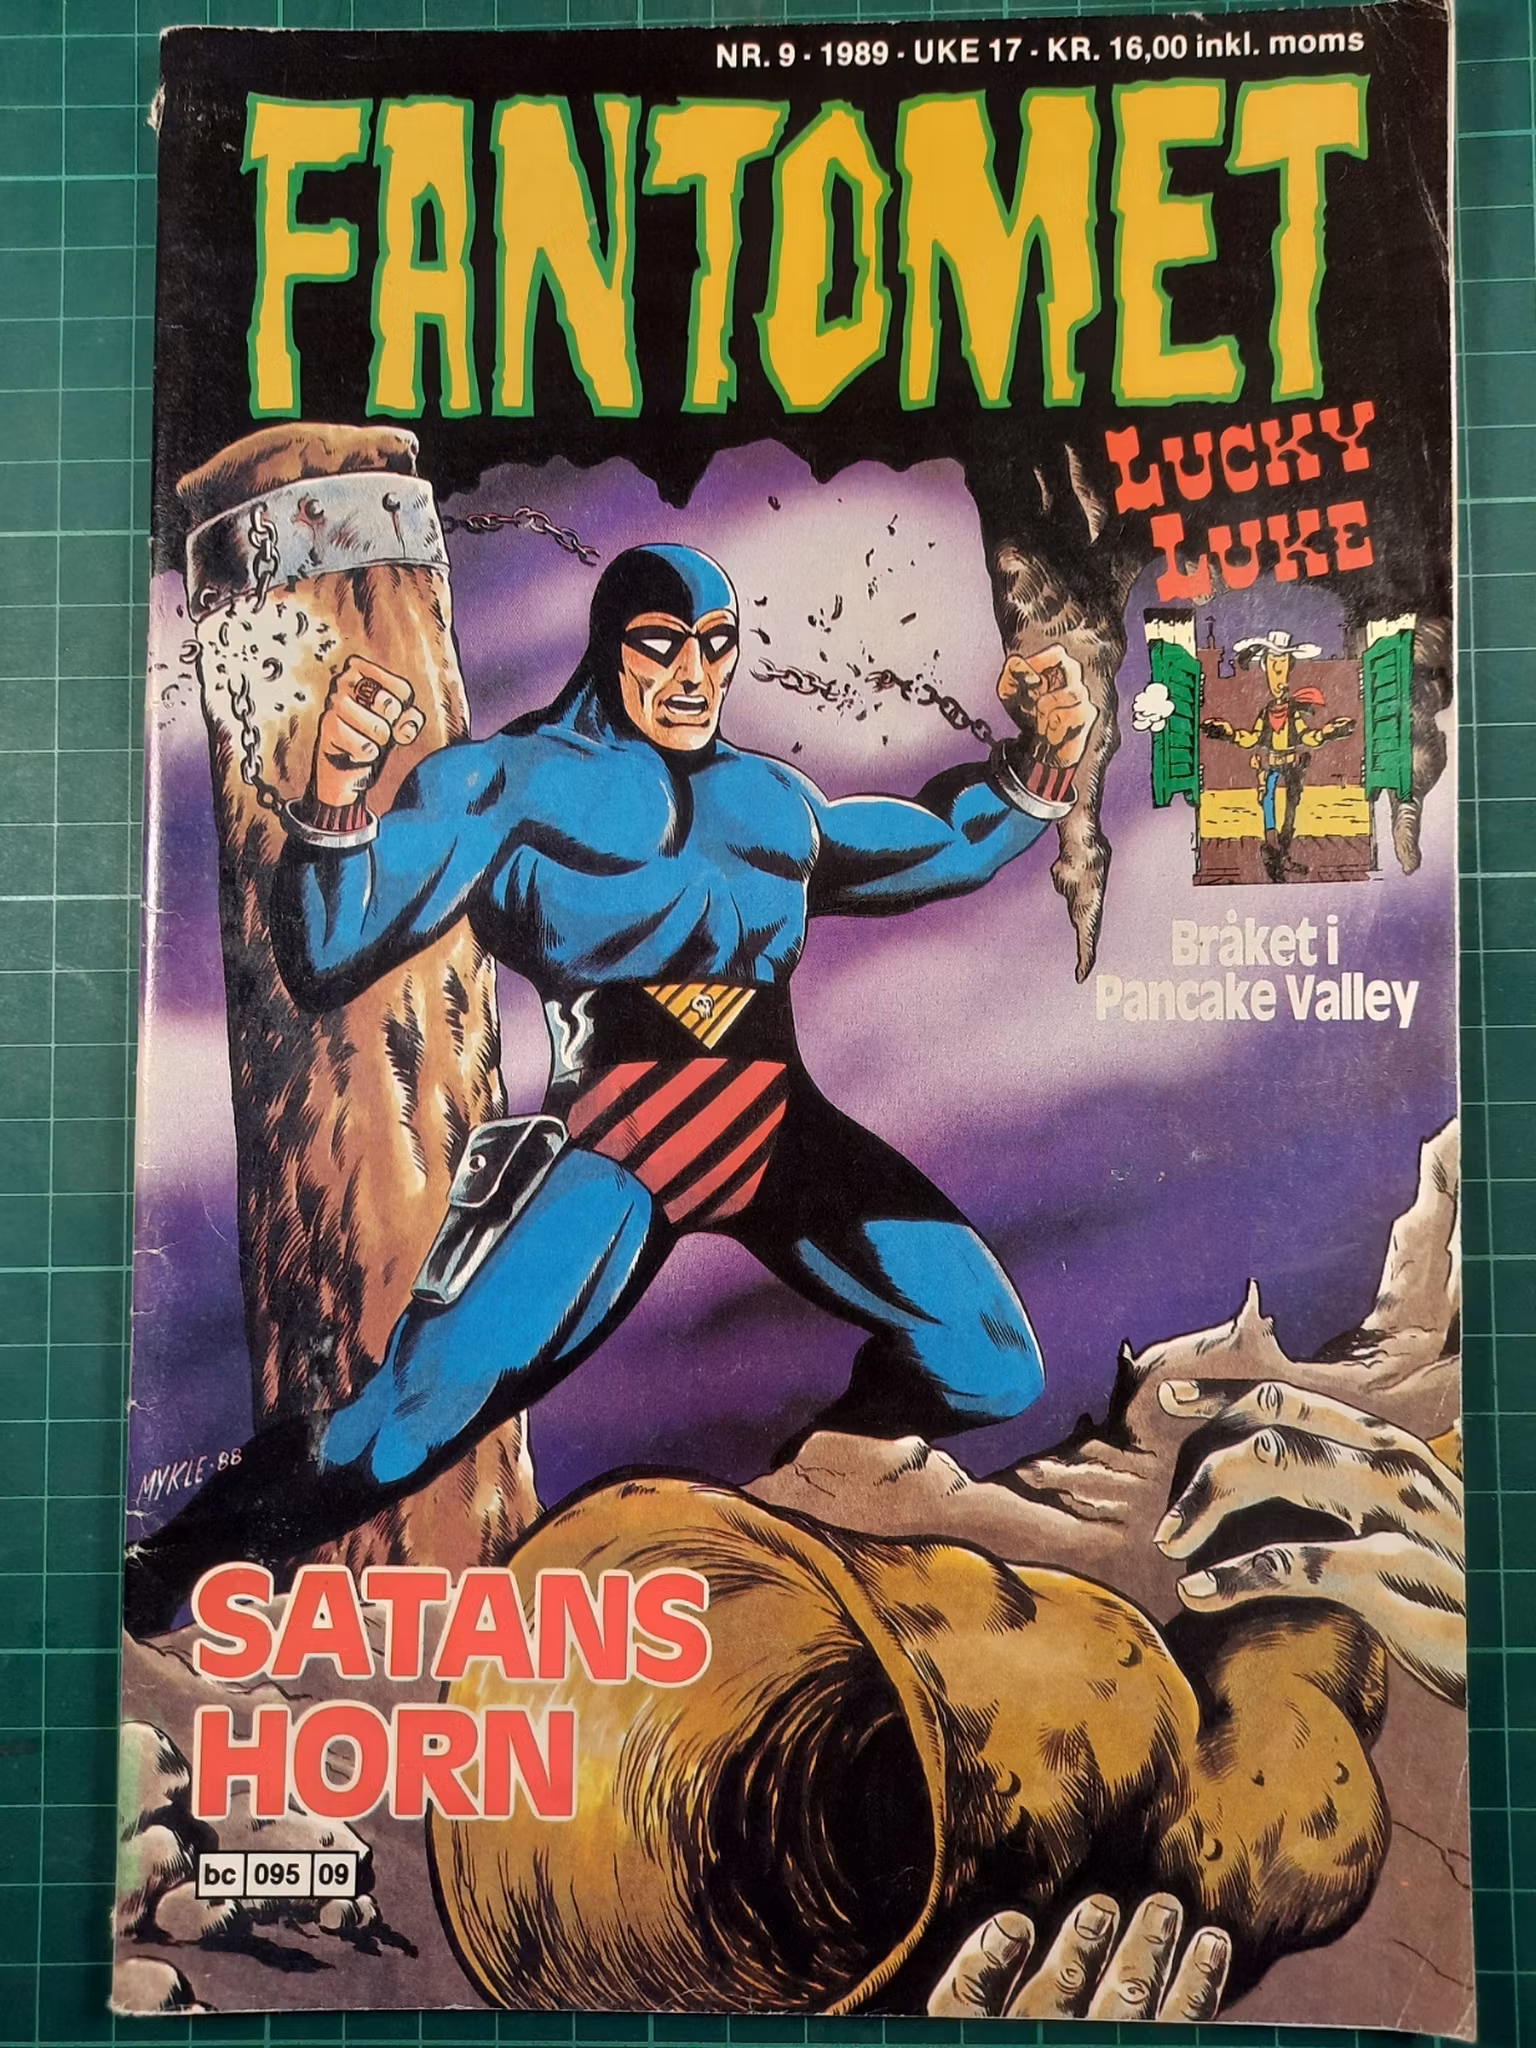 NR. 9 - 1989 - UKE 17 - KR. 16,00 inkl. moms
FANTOMET
LUCKY
LUKE
Bråket i
Pancake Valley
MYKLE·88
SATANS
HORN
bc 095 09